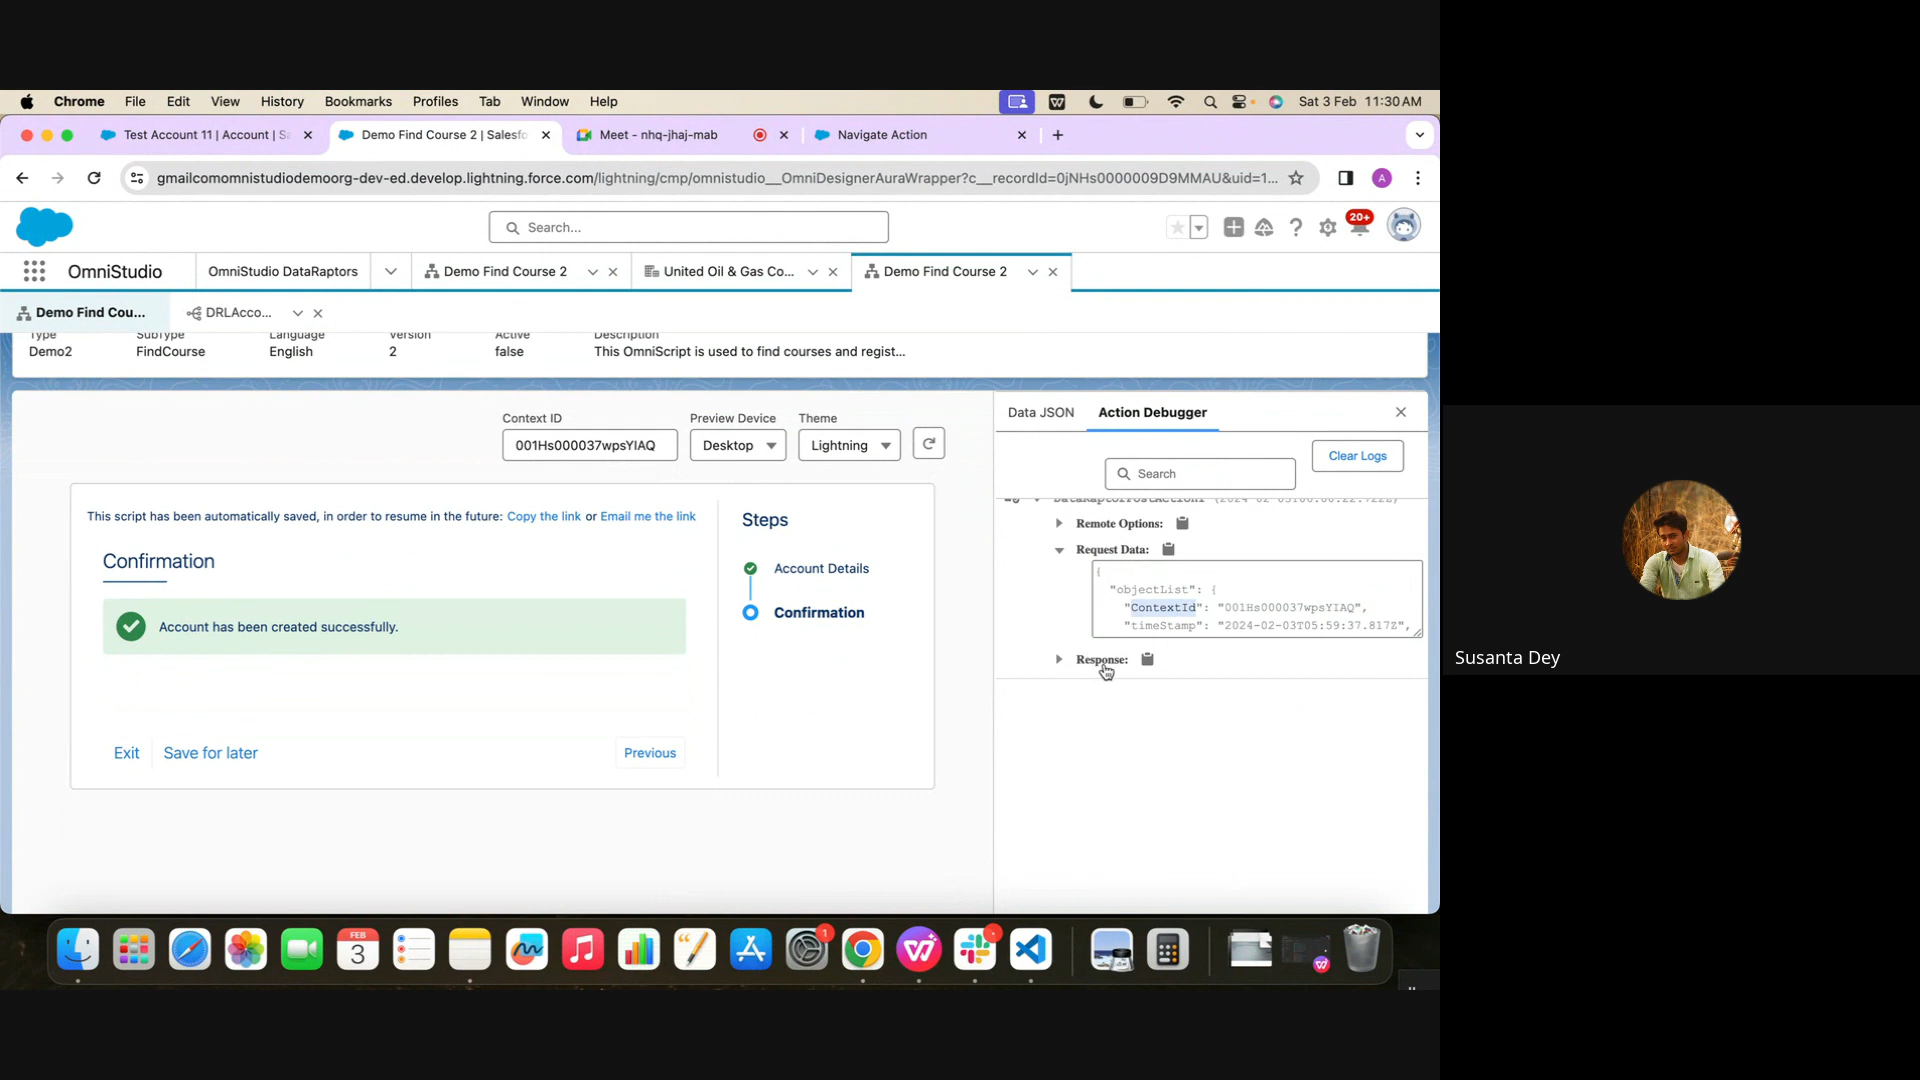 Chrome File Edit View History Bookmarks Profiles Tab Window Help Sat 3 Feb 11:30 AM
Test Account 11 | Account | Sa Demo Find Course 2 | Salesfo Meet - nhq-jhaj-mab Navigate Action
gmailcomomnistudiodemoorg-dev-ed.develop.lightning.force.com/lightning/cmp/omnistudio__OmniDesignerAuraWrapper?c__recordId=0jNHs0000009D9MMAU&uid=1... A
Search... 20+
OmniStudio OmniStudio DataRaptors Demo Find Course 2 United Oil & Gas Co... Demo Find Course 2
Demo Find Cou... DRLAcco...
Type SubType Language Version Active Description
Demo2 FindCourse English 2 false This OmniScript is used to find courses and regist...
Context ID Preview Device Theme
001Hs000037wpsYIAQ Desktop Lightning
Data JSON Action Debugger
Clear Logs
Search
This script has been automatically saved, in order to resume in the future: Copy the link or Email me the link
Confirmation
Account has been created successfully.
Exit Save for later Previous
Steps
Account Details
Confirmation
Remote Options:
Request Data:
{
"objectList": {
"ContextId": "001Hs000037wpsYIAQ",
"timeStamp": "2024-02-03T05:59:37.817Z",
Response:
Susanta Dey
FEB
3
1